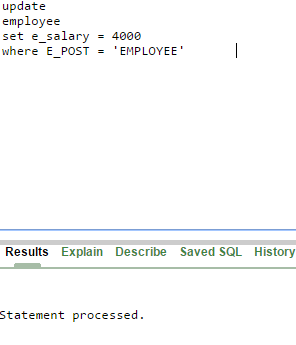 update
employee
set e_salary = 4000
where E_POST = 'EMPLOYEE'
Results Explain Describe Saved SQL History
Statement processed.